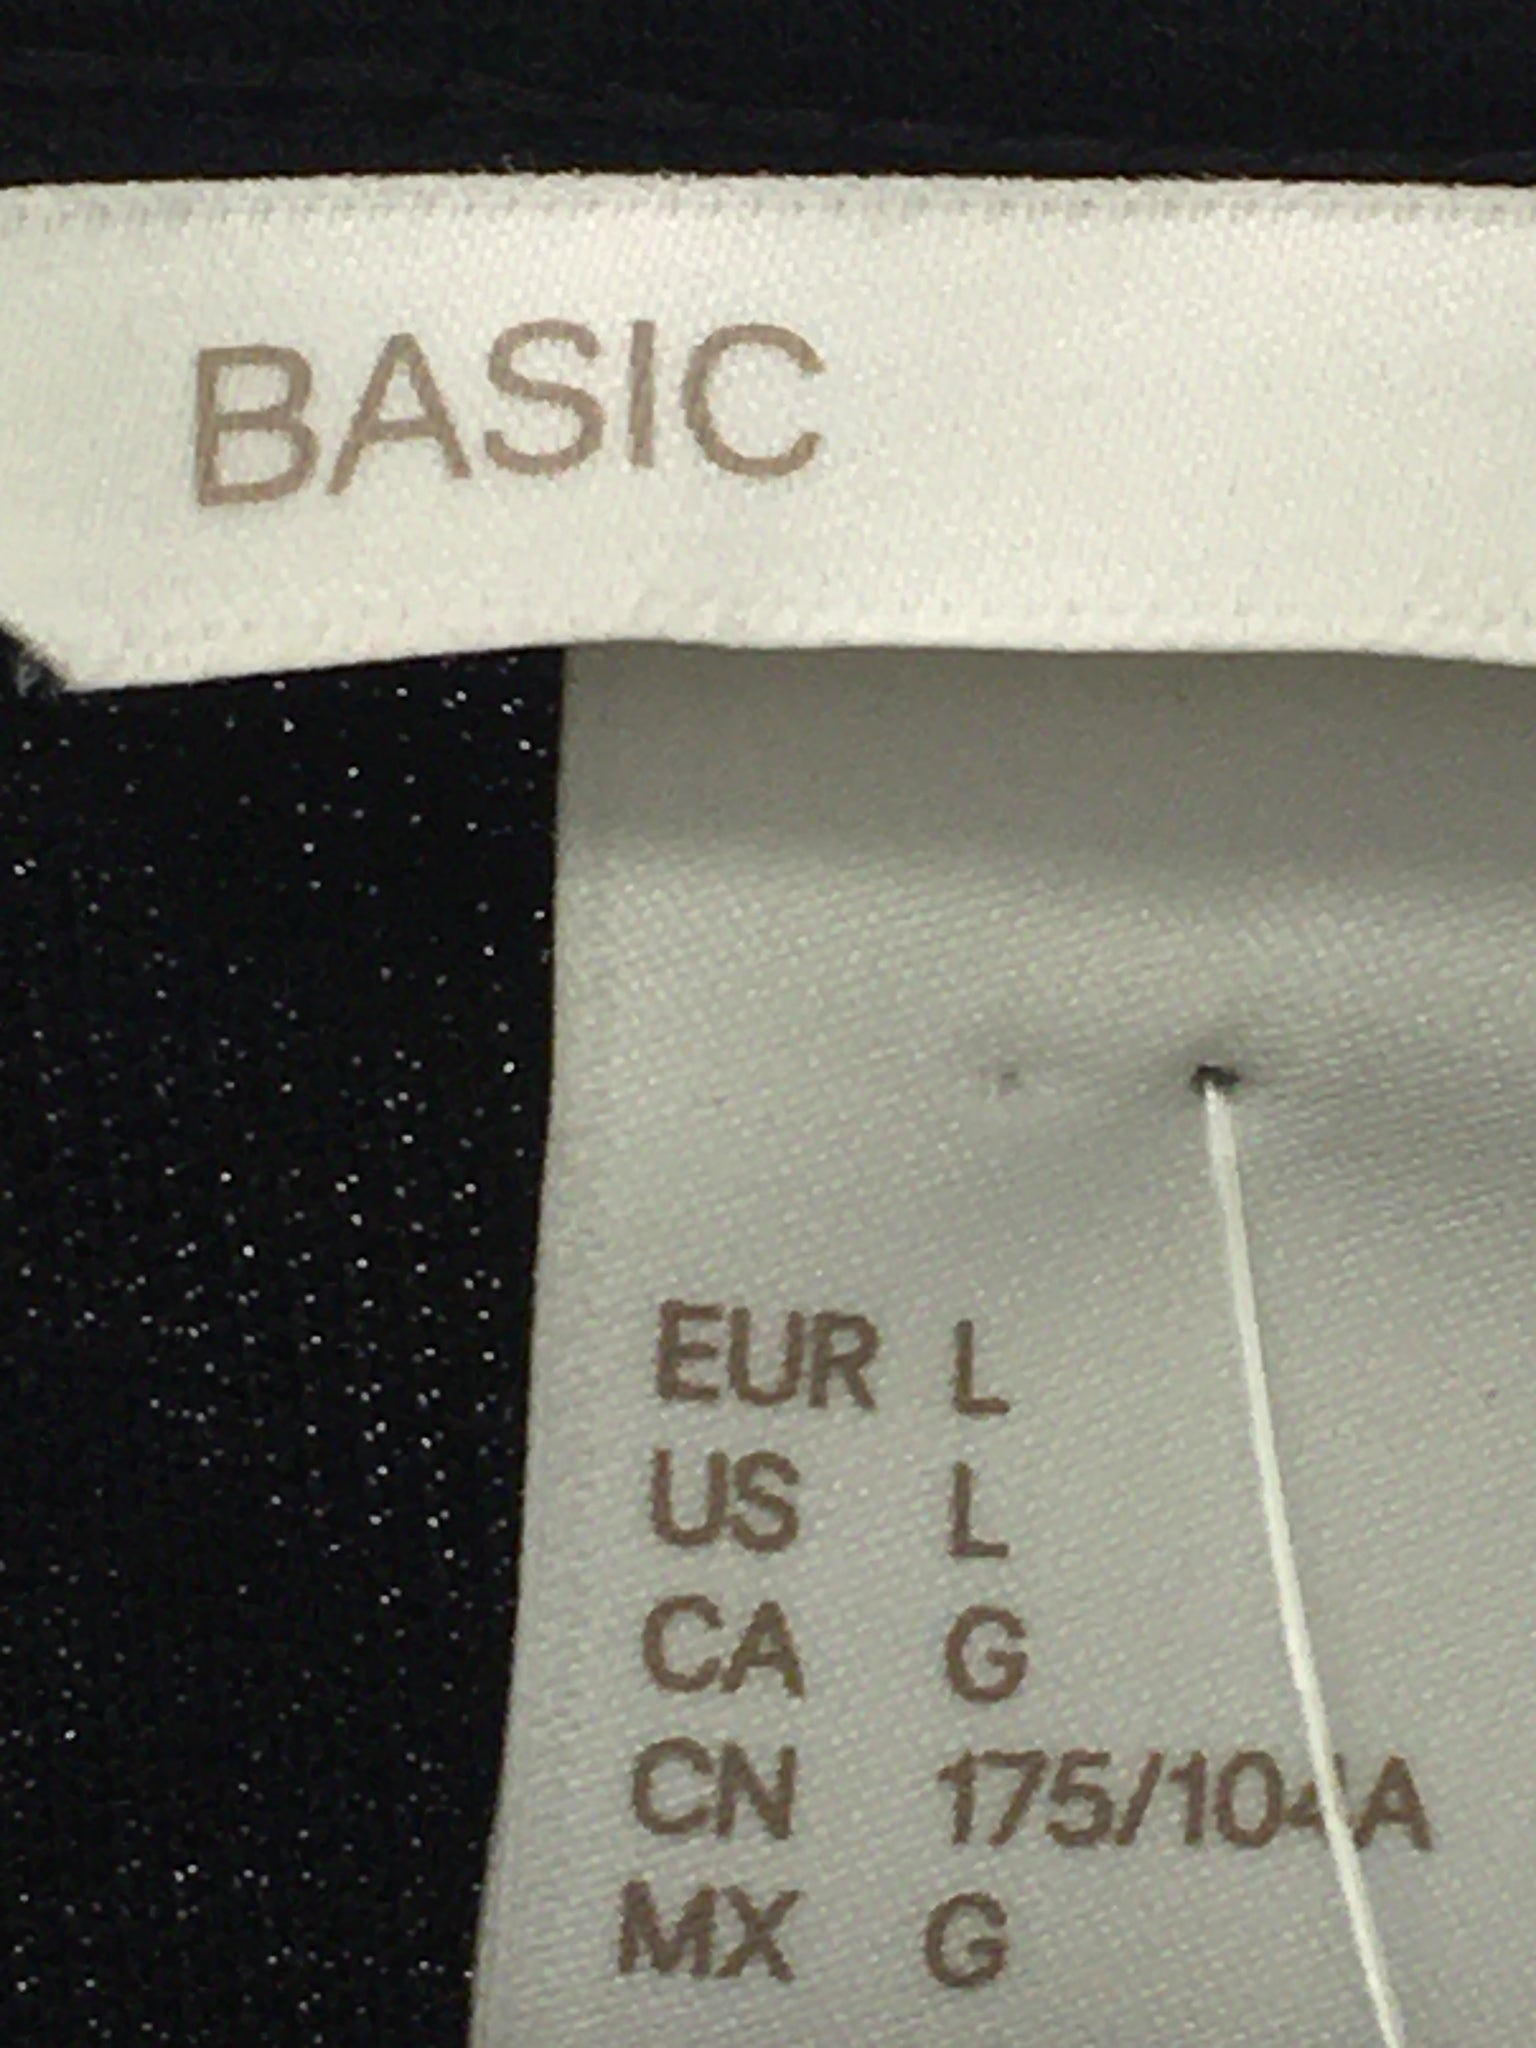 BASIC
EUR L
US L
CA G
CN 175/104A
MX G